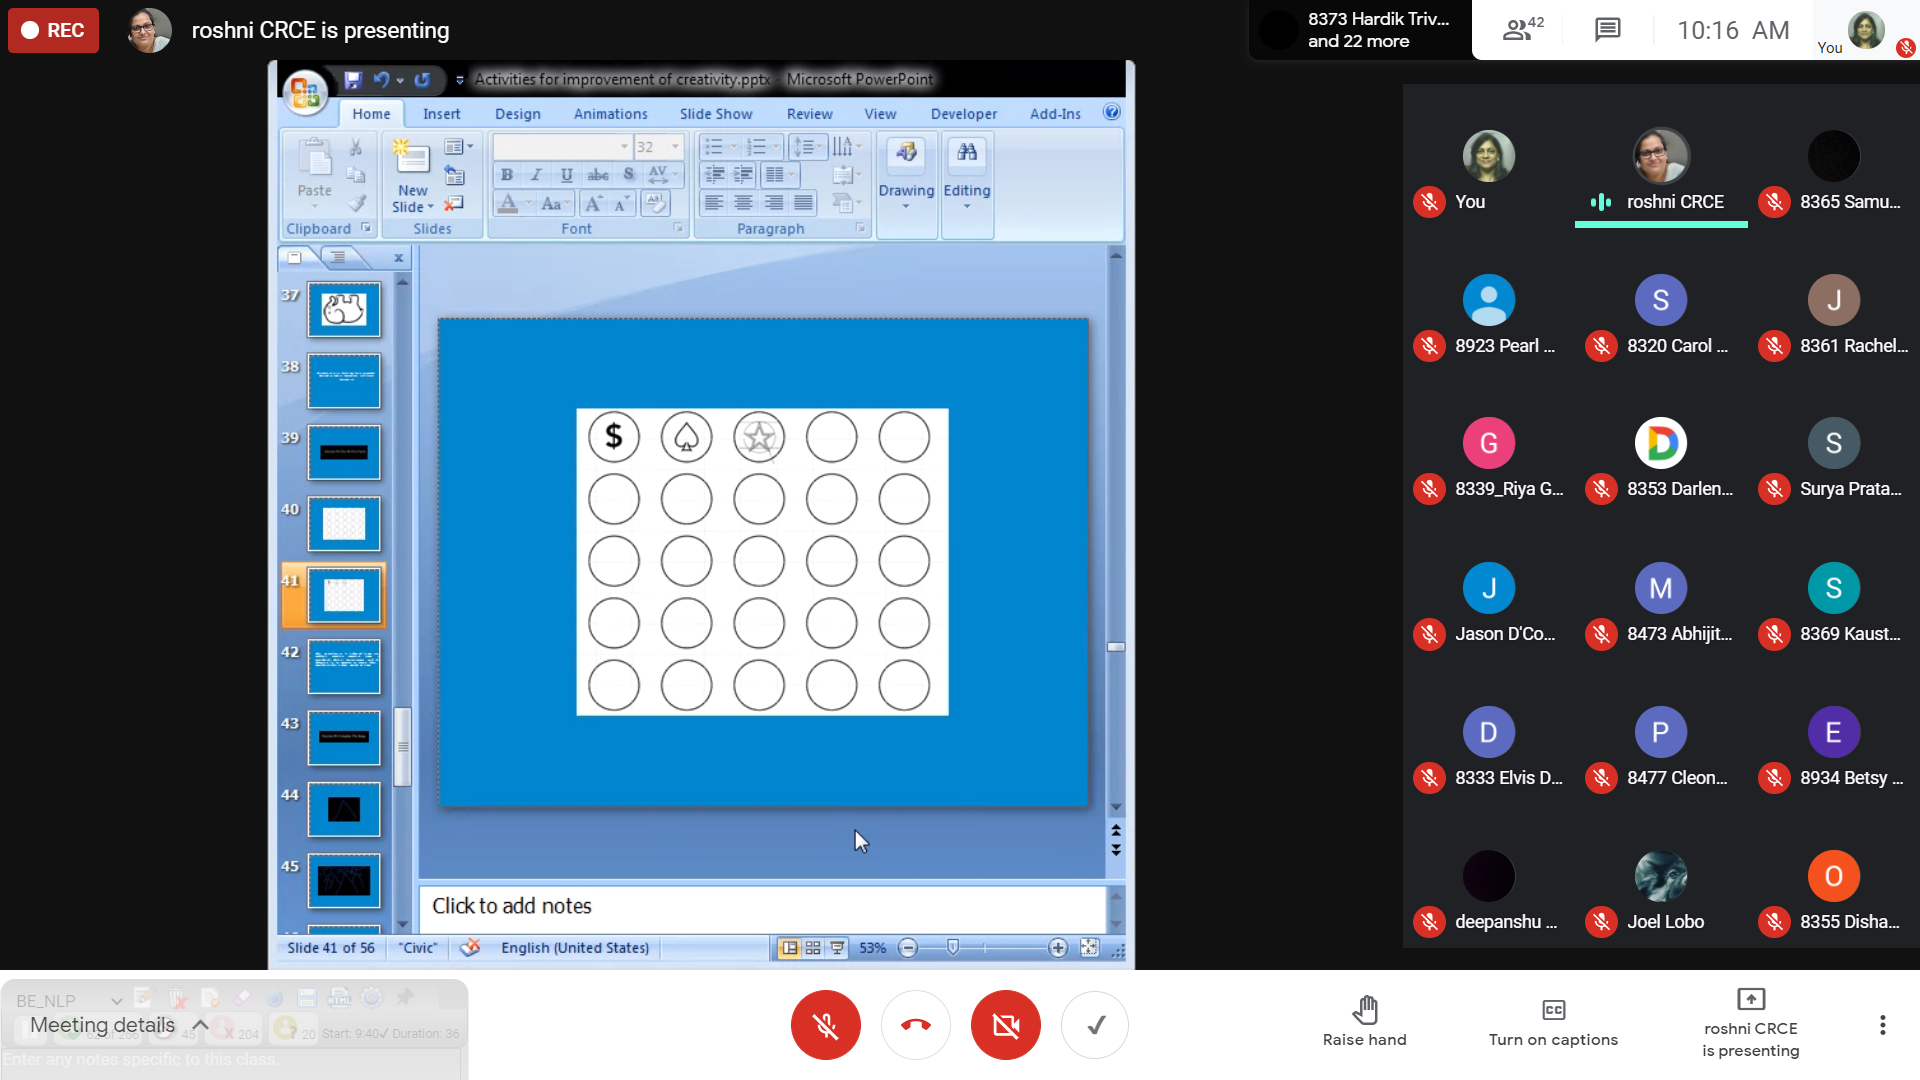 REC
roshni CRCE is presenting
8373 Hardik Triv...
and 22 more
42
10:16 AM
You
Activities for improvement of creativity.pptx - Microsoft PowerPoint
Home Insert Design Animations Slide Show Review View Developer Add-Ins
32
Paste
New
Slide
B I U abc S AV
A Aa A A
Drawing
Editing
Clipboard Slides Font Paragraph
37
38
39
40
41
42
43
44
45
$
Click to add notes
Slide 41 of 56 "Civic" English (United States) 53%
You
roshni CRCE
8365 Samu...
8923 Pearl ...
S
8320 Carol ...
J
8361 Rachel...
G
8339_Riya G...
D
8353 Darlen...
S
Surya Prata...
J
Jason D'Co...
M
8473 Abhijit...
S
8369 Kaust...
D
8333 Elvis D...
P
8477 Cleon...
E
8934 Betsy ...
deepanshu ...
Joel Lobo
O
8355 Disha...
BE_NLP
HTML
Meeting details
45 204 20 Start: 9:40 Duration: 36
Enter any notes specific to this class.
Raise hand
CC
Turn on captions
roshni CRCE
is presenting